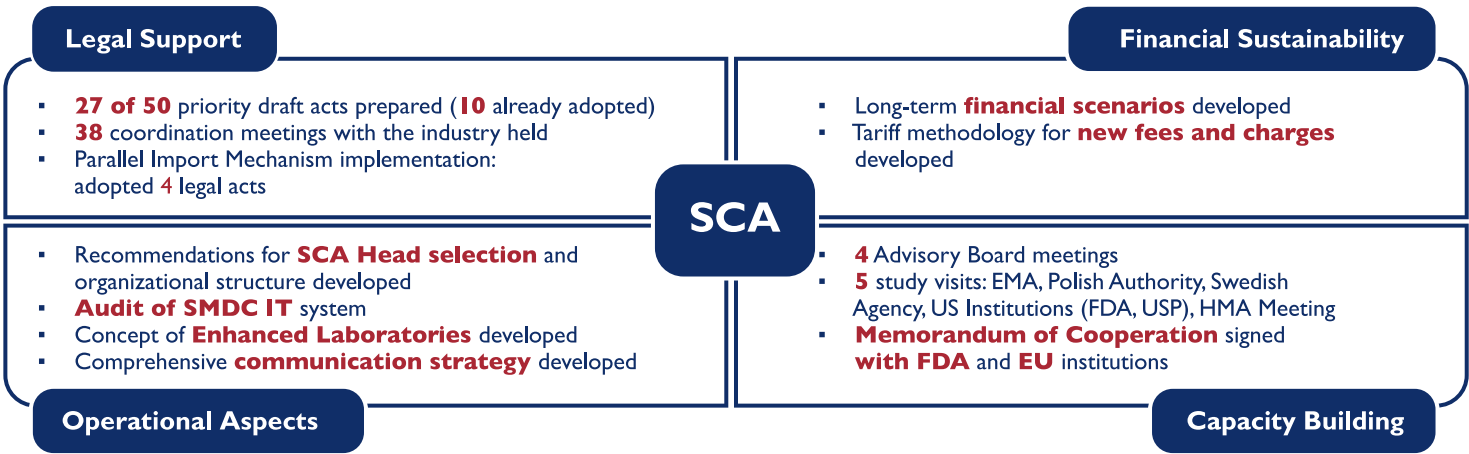 Legal Support
▪ 27 of 50 priority draft acts prepared (10 already adopted)
▪ 38 coordination meetings with the industry held
▪ Parallel Import Mechanism implementation:
adopted 4 legal acts
Financial Sustainability
▪ Long-term financial scenarios developed
▪ Tariff methodology for new fees and charges
developed
SCA
▪ Recommendations for SCA Head selection and
organizational structure developed
▪ Audit of SMDC IT system
▪ Concept of Enhanced Laboratories developed
▪ Comprehensive communication strategy developed
Operational Aspects
▪ 4 Advisory Board meetings
▪ 5 study visits: EMA, Polish Authority, Swedish
Agency, US Institutions (FDA, USP), HMA Meeting
▪ Memorandum of Cooperation signed
with FDA and EU institutions
Capacity Building